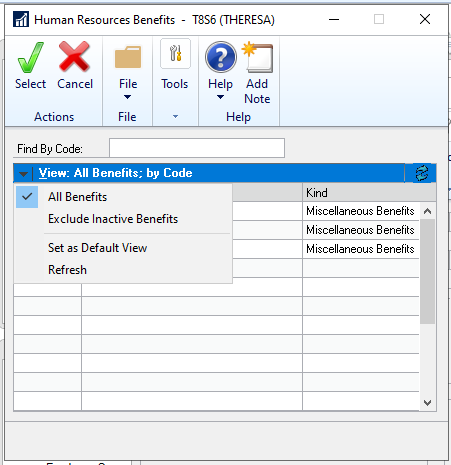 Human Resources Benefits - T8S6 (THERESA)
Select Cancel File Tools Help Add Note
Actions File Help
Find By Code:
View: All Benefits; by Code
All Benefits Kind
Exclude Inactive Benefits Miscellaneous Benefits
Miscellaneous Benefits
Set as Default View Miscellaneous Benefits
Refresh